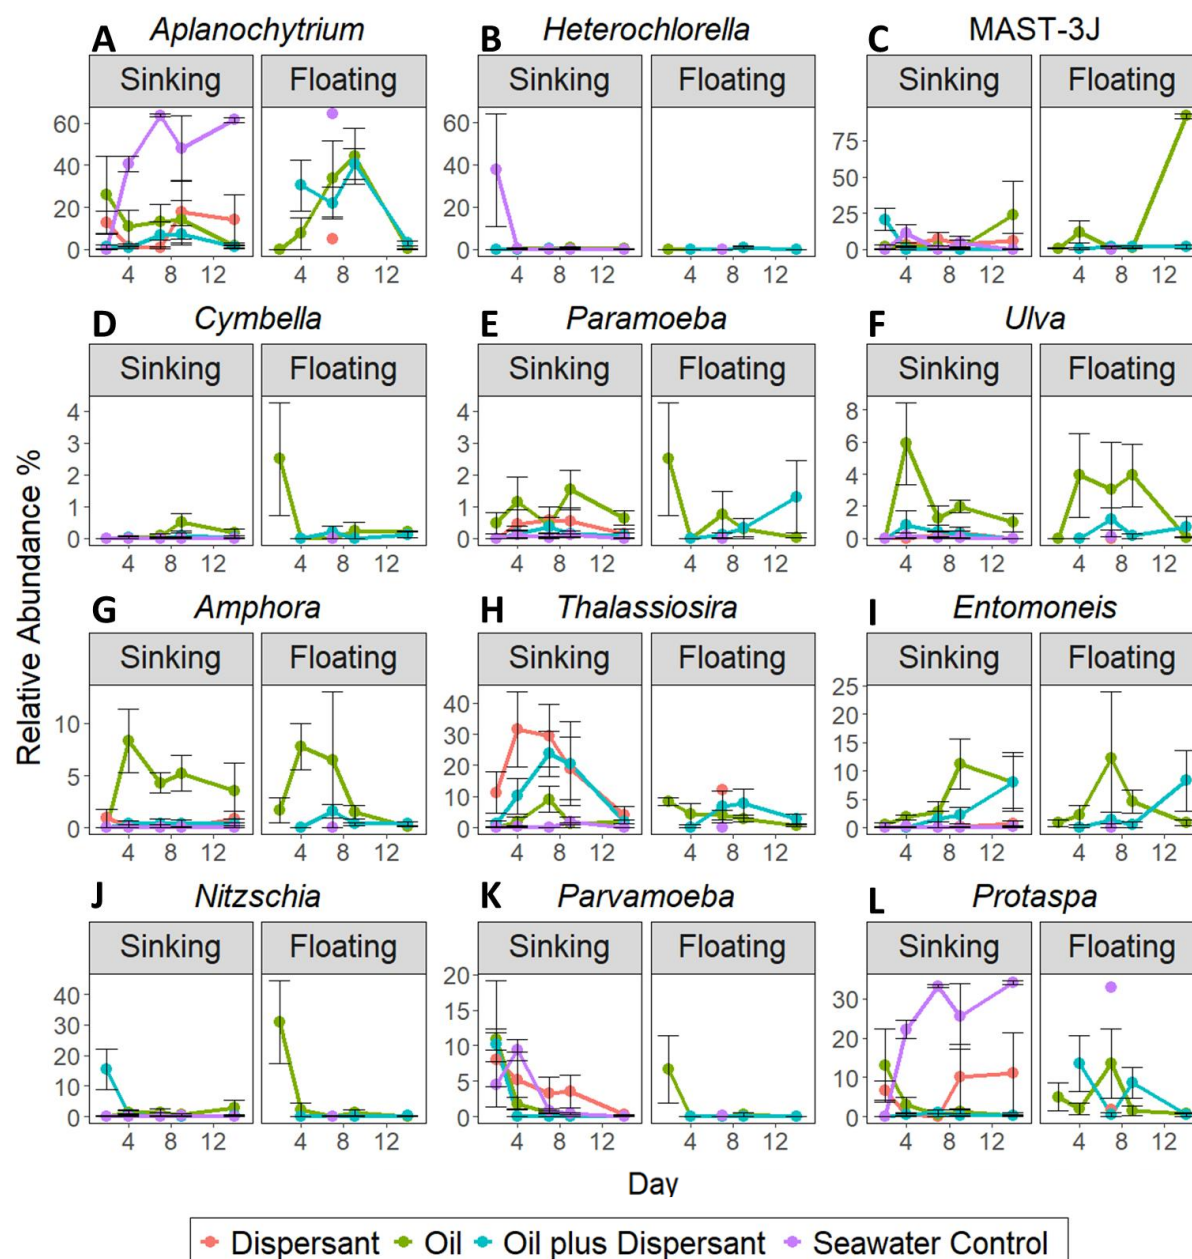 A Aplanochytrium B Heterochlorella C MAST-3J
Sinking Floating Sinking Floating Sinking Floating
60 60 75
40 40 50
20 20 25
0 0 0
4 8 12 4 8 12 4 8 12 4 8 12 4 8 12 4 8 12
D Cymbella E Paramoeba F Ulva
Sinking Floating Sinking Floating Sinking Floating
4 4 8
3 3 6
2 2 4
1 1 2
0 0 0
4 8 12 4 8 12 4 8 12 4 8 12 4 8 12 4 8 12
Relative Abundance %
G Amphora H Thalassiosira I Entomoneis
Sinking Floating Sinking Floating Sinking Floating
10 40 25
5 30 20
0 20 15
10 10
0 5
0
4 8 12 4 8 12 4 8 12 4 8 12 4 8 12 4 8 12
J Nitzschia K Parvamoeba L Protaspa
Sinking Floating Sinking Floating Sinking Floating
40 20 30
30 15 20
20 10 10
10 5 0
0 0
4 8 12 4 8 12 4 8 12 4 8 12 4 8 12 4 8 12
Day
Dispersant Oil Oil plus Dispersant Seawater Control